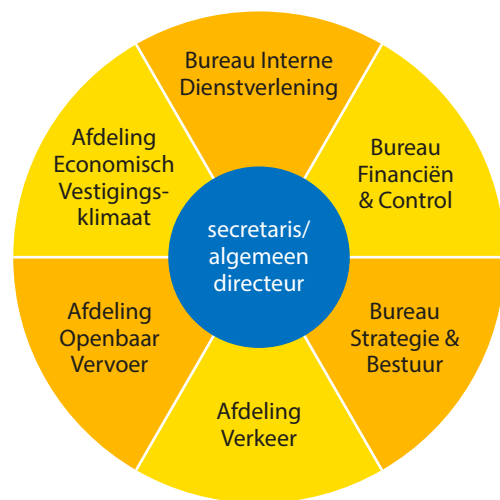 Bureau Interne
Dienstverlening
Afdeling
Economisch
Vestigings-
klimaat
Bureau
Financiën
& Control
secretaris/
algemeen
directeur
Afdeling
Openbaar
Vervoer
Bureau
Strategie &
Bestuur
Afdeling
Verkeer